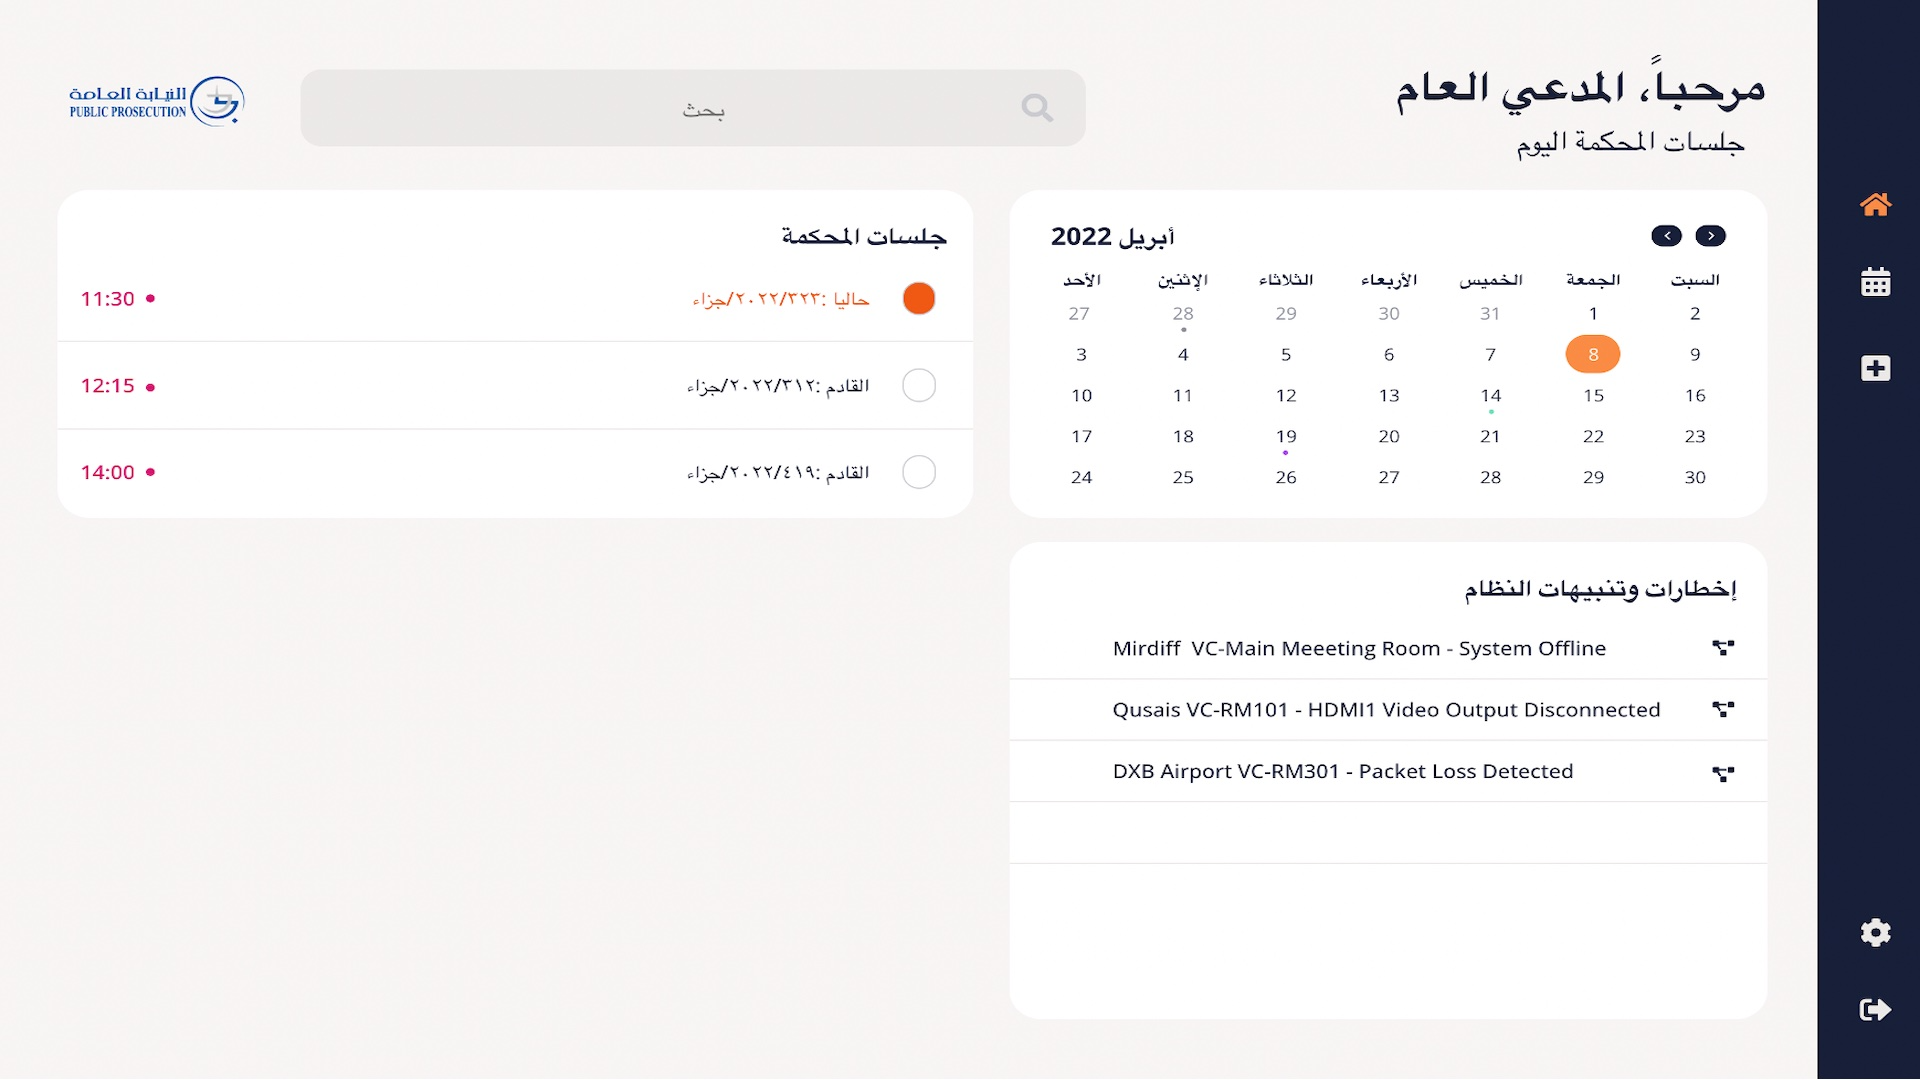 مرحباً، المدعي العام
جلسات المحكمة اليوم
بحث
النيابة العامة
PUBLIC PROSECUTION
أبريل 2022
السبت الجمعة الخميس الأربعاء الثلاثاء الإثنين الأحد
27 28 29 30 31 1 2
3 4 5 6 7 8 9
10 11 12 13 14 15 16
17 18 19 20 21 22 23
24 25 26 27 28 29 30
جلسات المحكمة
حاليا :٢٠٢٢/٣٢٣/جزاء 11:30
القادم :٢٠٢٢/٣١٢/جزاء 12:15
القادم :٢٠٢٢/٤١٩/جزاء 14:00
إخطارات وتنبيهات النظام
Mirdiff VC-Main Meeeting Room - System Offline
Qusais VC-RM101 - HDMI1 Video Output Disconnected
DXB Airport VC-RM301 - Packet Loss Detected